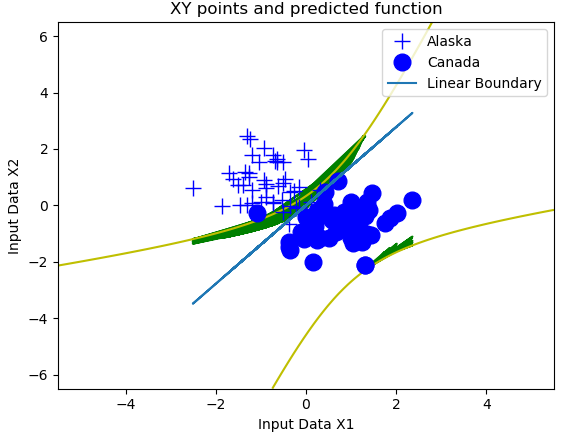 XY points and predicted function
Alaska
Canada
Linear Boundary
Input Data X2
6
4
2
0
−2
−4
−6
−4
−2
0
2
4
Input Data X1